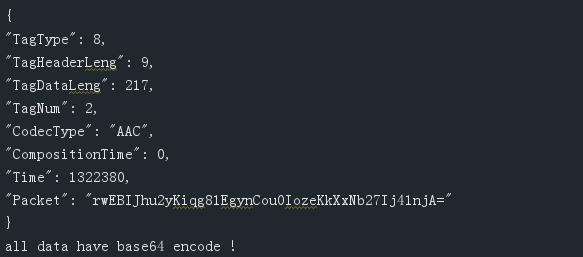 {
"TagType": 8,
"TagHeaderLeng": 9,
"TagDataLeng": 217,
"TagNum": 2,
"CodecType": "AAC",
"CompositionTime": 0,
"Time": 1322380,
"Packet": "rwEBIJhu2yKiqg81EgynCou0IozeKkXxNb27Ij41njA="
}
all data have base64 encode !